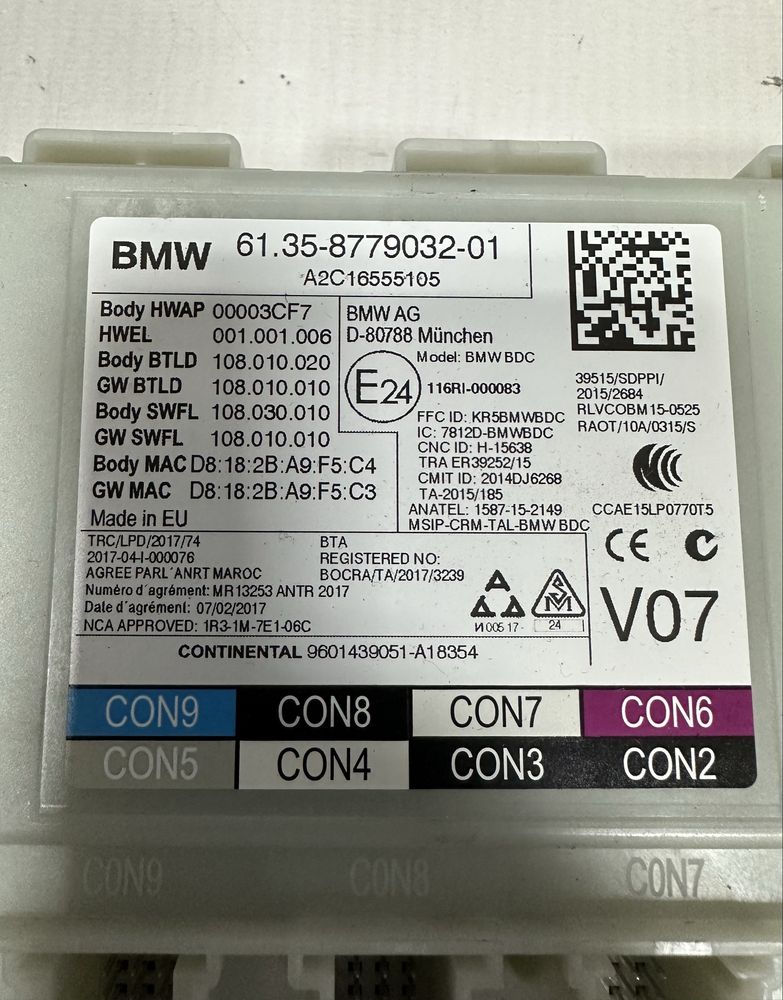 BMW 61.35-8779032-01
A2C16555105
Body HWAP 00003CF7
HWEL 001.001.006
Body BTLD 108.010.020
GW BTLD 108.010.010
Body SWFL 108.030.010
GW SWFL 108.010.010
Body MAC D8:18:2B:A9:F5:C4
GW MAC D8:18:2B:A9:F5:C3
Made in EU
BMW AG
D-80788 München
Model: BMW BDC
E24
116RI-000083
FFC ID: KR5BMWBDC
IC: 7812D-BMWBDC
CNC ID: H-15638
TRA ER39252/15
CMIT ID: 2014DJ6268
TA-2015/185
ANATEL: 1587-15-2149
MSIP-CRM-TAL-BMW BDC
39515/SDPPI/
2015/2684
RLVCOBM15-0525
RAOT/10A/0315/S
CCAE15LP0770T5
CE
TRC/LPD/2017/74
2017-04-I-000076
AGREE PARL´ANRT MAROC
Numéro d´agrément: MR13253 ANTR 2017
Date d´agrément: 07/02/2017
NCA APPROVED: 1R3-1M-7E1-06C
BTA
REGISTERED NO:
BOCRA/TA/2017/3239
И 005 17-
24
V07
CONTINENTAL 9601439051-A18354
CON9 CON8 CON7 CON6
CON5 CON4 CON3 CON2
CON9 CON8 CON7